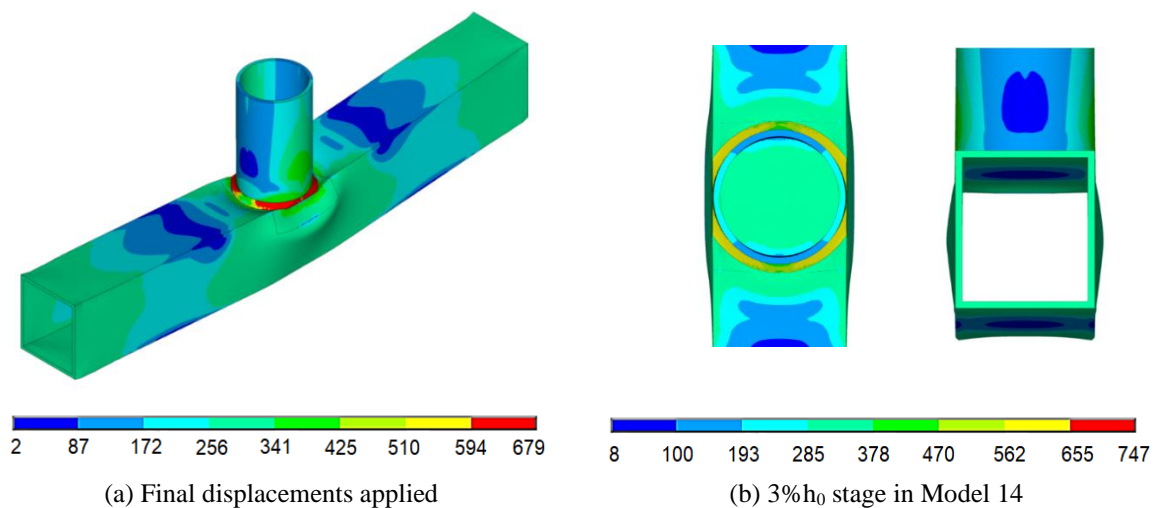 2 87 172 256 341 425 510 594 679
8 100 193 285 378 470 562 655 747
(a) Final displacements applied
(b) 3%h₀ stage in Model 14